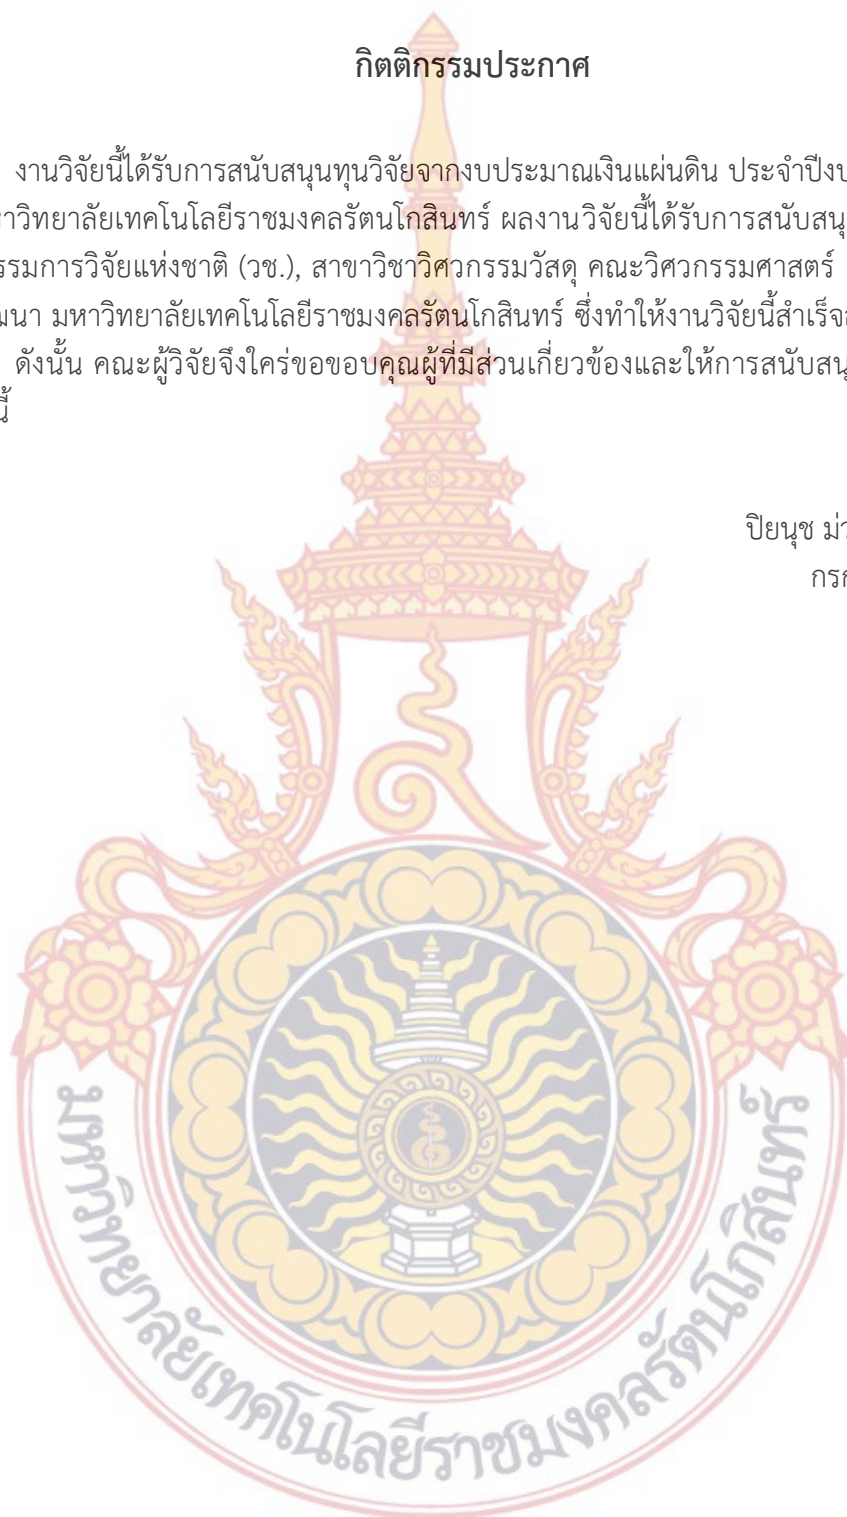 กิตติกรรมประกาศ
งานวิจัยนี้ได้รับการสนับสนุนทุนวิจัยจากงบประมาณเงินแผ่นดิน ประจำปีงบ
าวิทยาลัยเทคโนโลยีราชมงคลรัตนโกสินทร์ ผลงานวิจัยนี้ได้รับการสนับสนุ
รรมการวิจัยแห่งชาติ (วช.), สาขาวิชาวิศวกรรมวัสดุ คณะวิศวกรรมศาสตร์
ฒนา มหาวิทยาลัยเทคโนโลยีราชมงคลรัตนโกสินทร์ ซึ่งทำให้งานวิจัยนี้สำเร็จ
ดังนั้น คณะผู้วิจัยจึงใคร่ขอขอบคุณผู้ที่มีส่วนเกี่ยวข้องและให้การสนับสนุ
นี้
ปิยนุช ม่ว
กรก
มหาวิทยาลัยเทคโนโลยีราชมงคลรัตนโกสินทร์